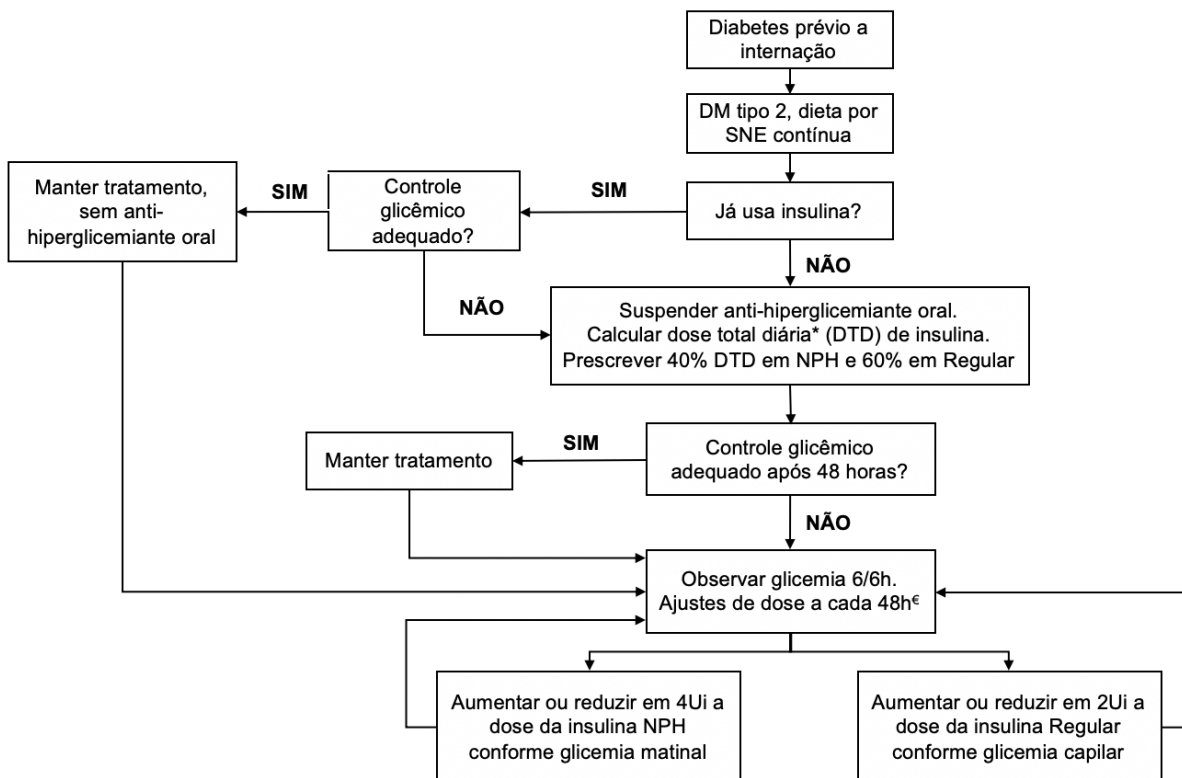 Diabetes prévio a
internação
DM tipo 2, dieta por
SNE contínua
Já usa insulina?
SIM
Controle
glicêmico
adequado?
SIM
Manter tratamento,
sem anti-
hiperglicemiante oral
NÃO
NÃO
Suspender anti-hiperglicemiante oral.
Calcular dose total diária* (DTD) de insulina.
Prescrever 40% DTD em NPH e 60% em Regular
Controle glicêmico
adequado após 48 horas?
SIM
Manter tratamento
NÃO
Observar glicemia 6/6h.
Ajustes de dose a cada 48h€
Aumentar ou reduzir em 4Ui a
dose da insulina NPH
conforme glicemia matinal
Aumentar ou reduzir em 2Ui a
dose da insulina Regular
conforme glicemia capilar